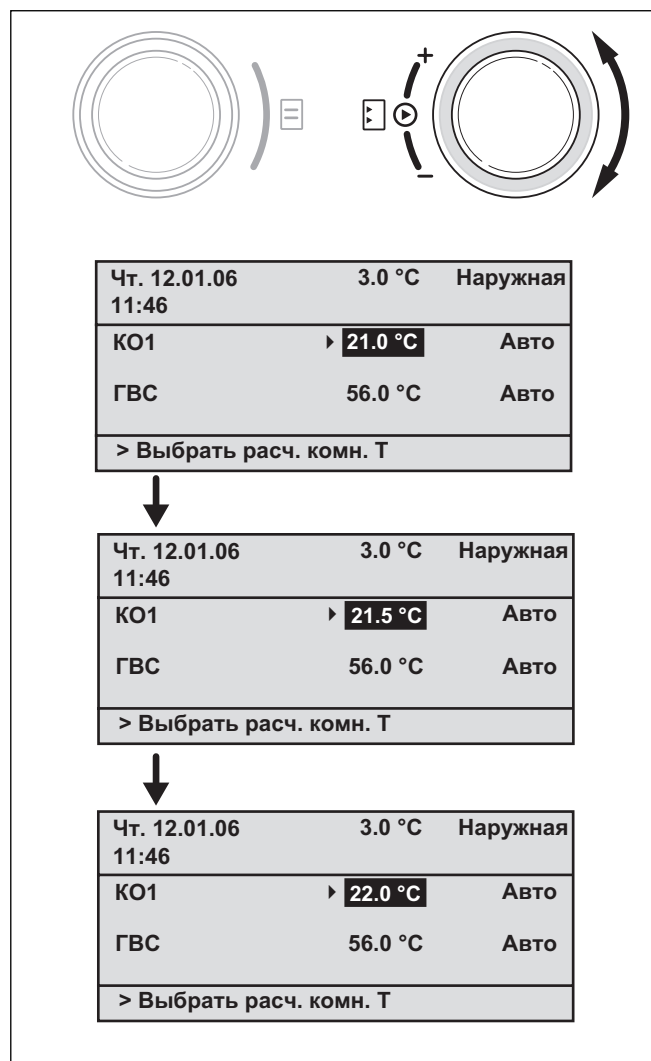 +
−
Чт. 12.01.06 3.0 °C Наружная
11:46
КО1 21.0 °C Авто
ГВС 56.0 °C Авто
> Выбрать расч. комн. Т
Чт. 12.01.06 3.0 °C Наружная
11:46
КО1 21.5 °C Авто
ГВС 56.0 °C Авто
> Выбрать расч. комн. Т
Чт. 12.01.06 3.0 °C Наружная
11:46
КО1 22.0 °C Авто
ГВС 56.0 °C Авто
> Выбрать расч. комн. Т